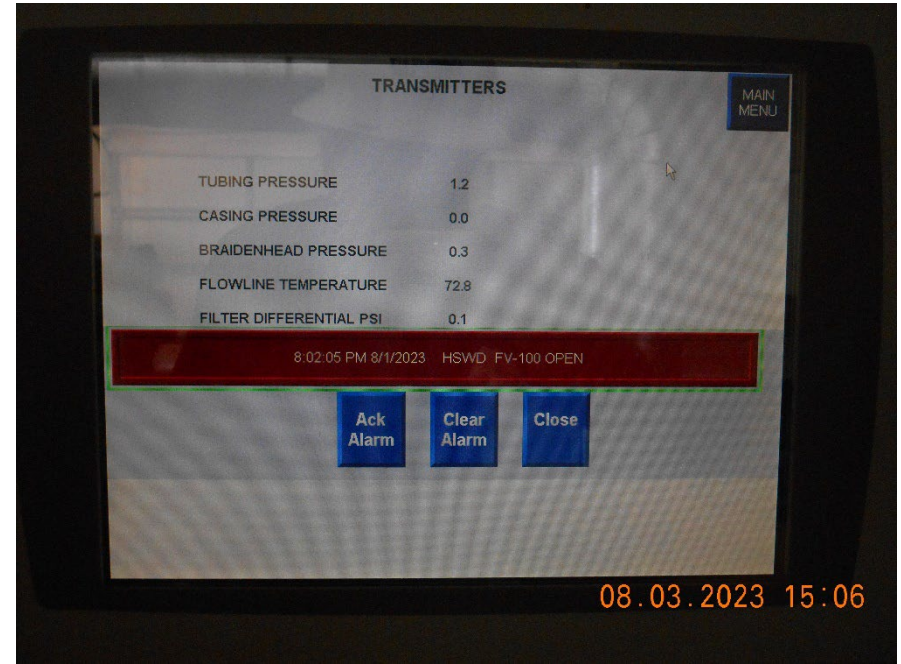 TRANSMITTERS
MAIN
MENU
TUBING PRESSURE 1.2
CASING PRESSURE 0.0
BRAIDENHEAD PRESSURE 0.3
FLOWLINE TEMPERATURE 72.8
FILTER DIFFERENTIAL PSI 0.1
8:02:05 PM 8/1/2023 HSWD FV-100 OPEN
Ack
Alarm
Clear
Alarm
Close
08.03.2023 15:06